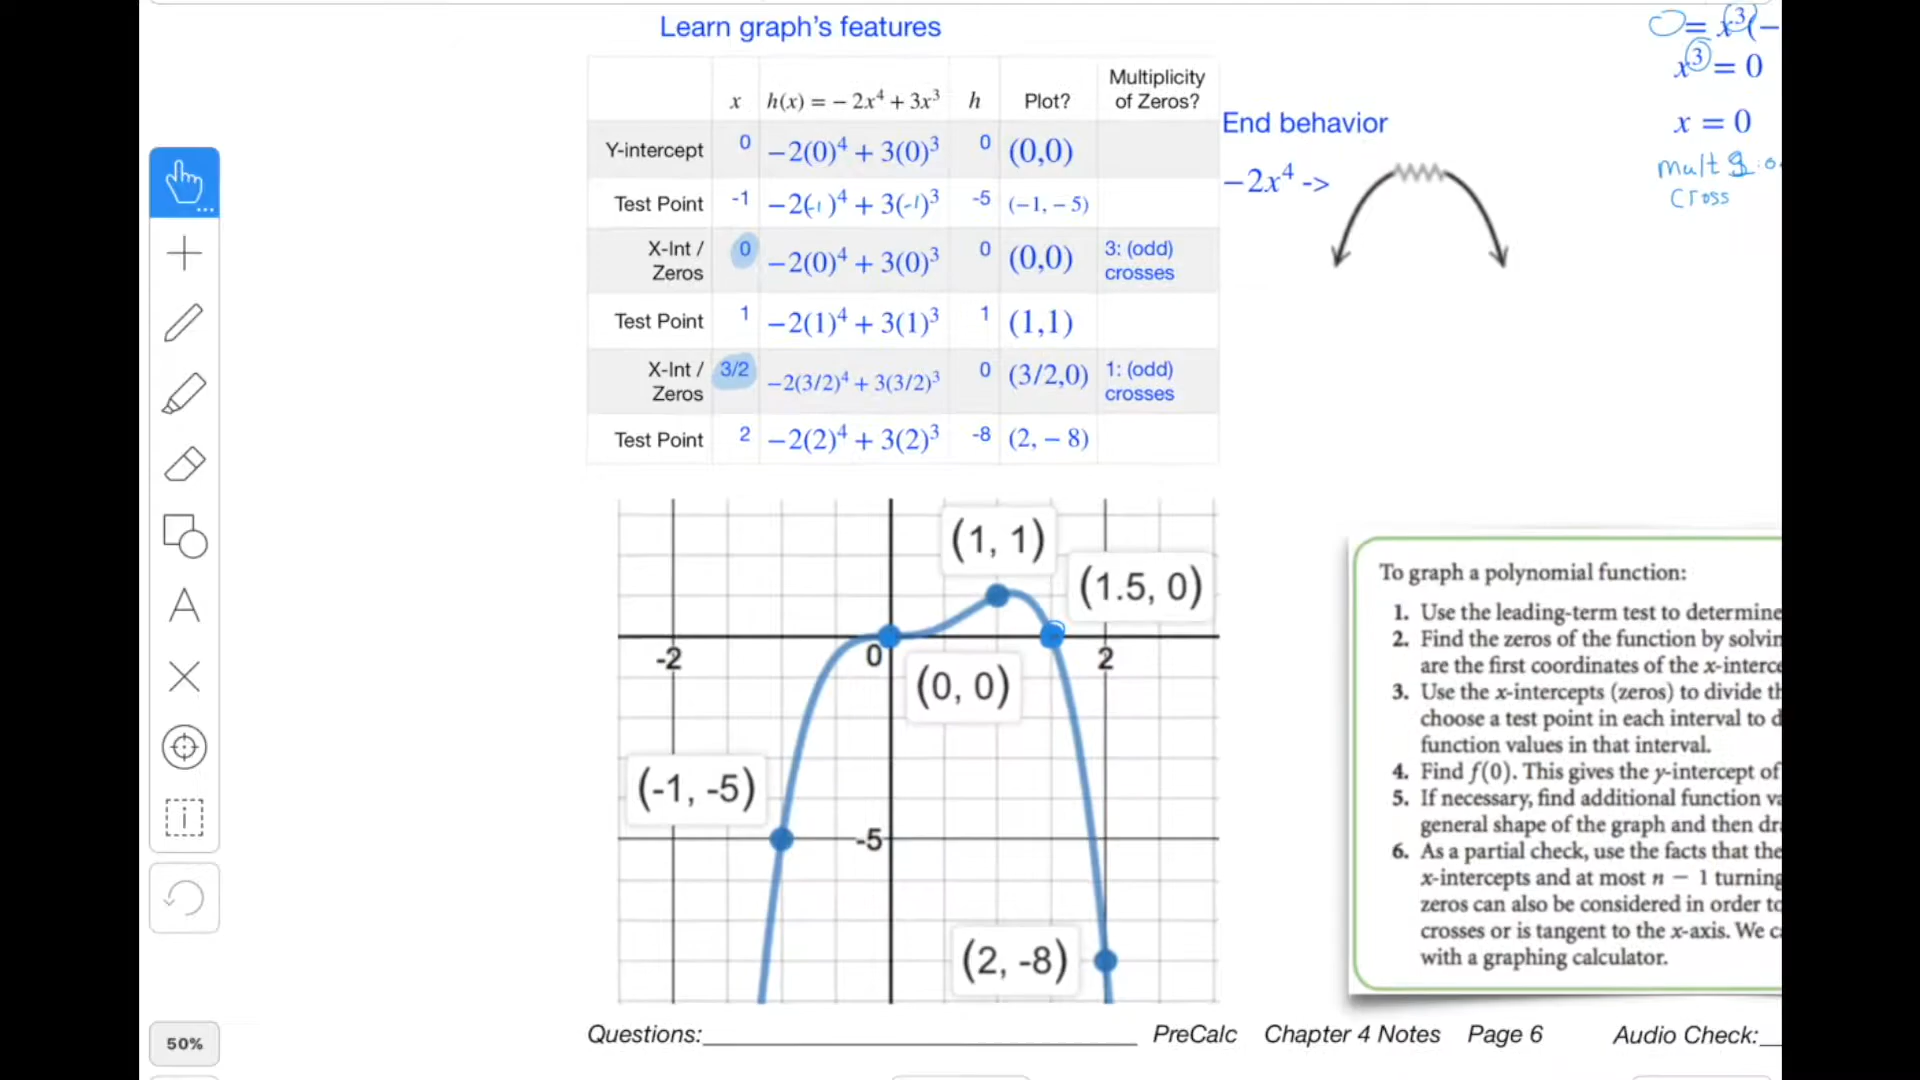 Learn graph's features
x h(x) = − 2x⁴ + 3x³ h Plot? Multiplicity of Zeros?
Y-intercept 0 −2(0)⁴ + 3(0)³ 0 (0,0)
Test Point -1 −2(-1)⁴ + 3(-1)³ -5 (−1, − 5)
X-Int / Zeros 0 −2(0)⁴ + 3(0)³ 0 (0,0) 3: (odd) crosses
Test Point 1 −2(1)⁴ + 3(1)³ 1 (1,1)
X-Int / Zeros 3/2 −2(3/2)⁴ + 3(3/2)³ 0 (3/2,0) 1: (odd) crosses
Test Point 2 −2(2)⁴ + 3(2)³ -8 (2, − 8)
End behavior
−2x⁴ ->
0 = x³(−
x³ = 0
x = 0
mult
Cross
(1, 1)
(1.5, 0)
-2
0
2
(0, 0)
(-1, -5)
-5
(2, -8)
To graph a polynomial function:
1. Use the leading-term test to determine
2. Find the zeros of the function by
are the first coordinates of the
3. Use the x-intercepts (zeros) to divide
choose a test point in each interval to
function values in that interval.
4. Find f(0). This gives the y-intercept of
5. If necessary, find additional function
general shape of the graph and then
6. As a partial check, use the facts that the
x-intercepts and at most n − 1 turning
zeros can also be considered in order to
crosses or is tangent to the x-axis. We
with a graphing calculator.
Questions: PreCalc Chapter 4 Notes Page 6 Audio Check:
A
i
50%